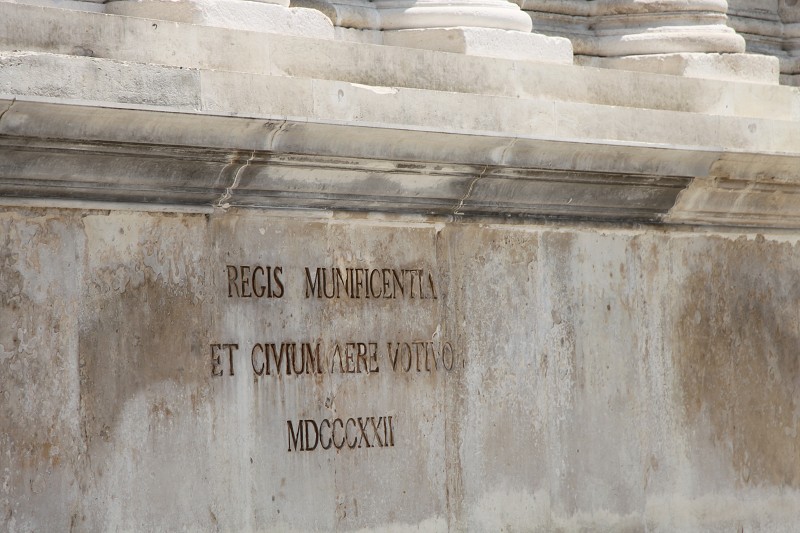 REGIS MUNIFICENTIA
ET CIVIUM AERE VOTIVO
MDCCCXXII